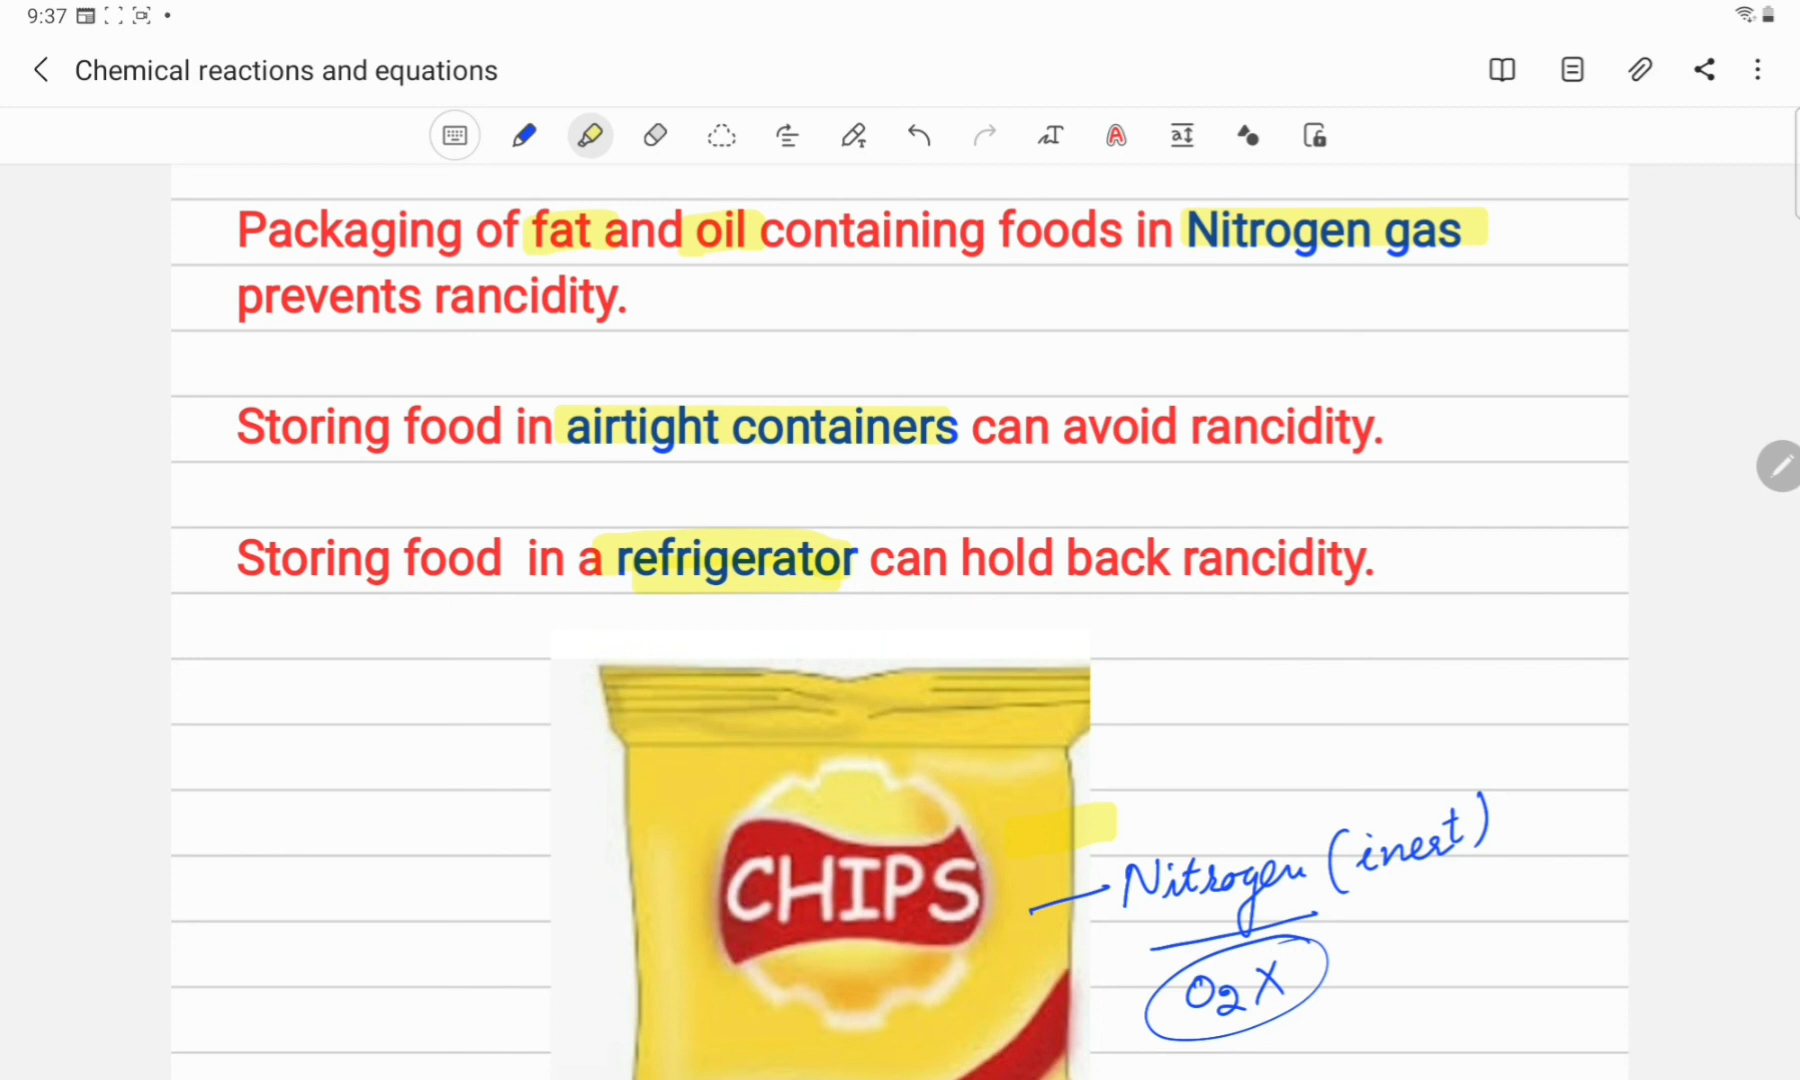 9:37
Chemical reactions and equations
Packaging of fat and oil containing foods in Nitrogen gas
prevents rancidity.
Storing food in airtight containers can avoid rancidity.
Storing food in a refrigerator can hold back rancidity.
CHIPS
Nitrogen (inert)
O2 X